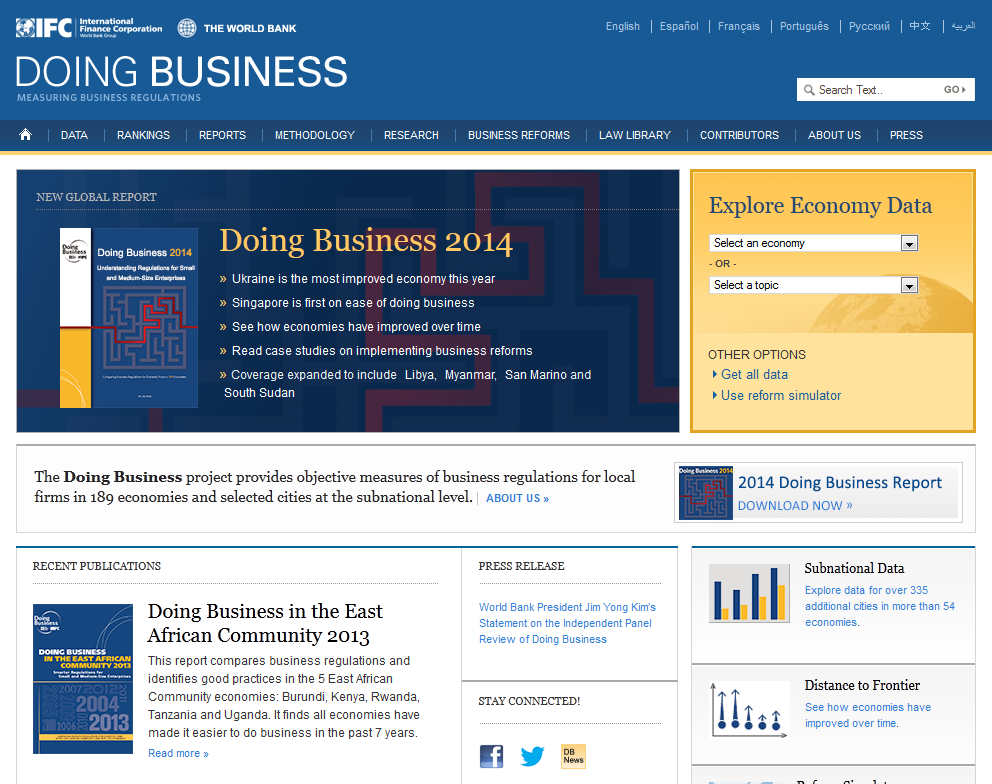 IFC International
Finance Corporation
World Bank Group
THE WORLD BANK
English Español Français Português Русский 中文 العربية
DOING BUSINESS
MEASURING BUSINESS REGULATIONS
Search Text.. GO
DATA RANKINGS REPORTS METHODOLOGY RESEARCH BUSINESS REFORMS LAW LIBRARY CONTRIBUTORS ABOUT US PRESS
NEW GLOBAL REPORT
Doing Business 2014
Understanding Regulations for Small
and Medium-Size Enterprises
Doing Business 2014
» Ukraine is the most improved economy this year
» Singapore is first on ease of doing business
» See how economies have improved over time
» Read case studies on implementing business reforms
» Coverage expanded to include Libya, Myanmar, San Marino and
South Sudan
Explore Economy Data
Select an economy
- OR -
Select a topic
OTHER OPTIONS
Get all data
Use reform simulator
The Doing Business project provides objective measures of business regulations for local
firms in 189 economies and selected cities at the subnational level. | ABOUT US »
Doing Business 2014
2014 Doing Business Report
DOWNLOAD NOW »
RECENT PUBLICATIONS
Doing Business
DOING BUSINESS
IN THE EAST AFRICAN
COMMUNITY 2013
Smarter Regulations for
Small and Medium-Size Enterprises
2007 2012 2011
2004
2006 2013
Doing Business in the East
African Community 2013
This report compares business regulations and
identifies good practices in the 5 East African
Community economies: Burundi, Kenya, Rwanda,
Tanzania and Uganda. It finds all economies have
made it easier to do business in the past 7 years.
Read more »
PRESS RELEASE
World Bank President Jim Yong Kim's
Statement on the Independent Panel
Review of Doing Business
STAY CONNECTED!
DB
News
Subnational Data
Explore data for over 335
additional cities in more than 54
economies.
Distance to Frontier
See how economies have
improved over time.